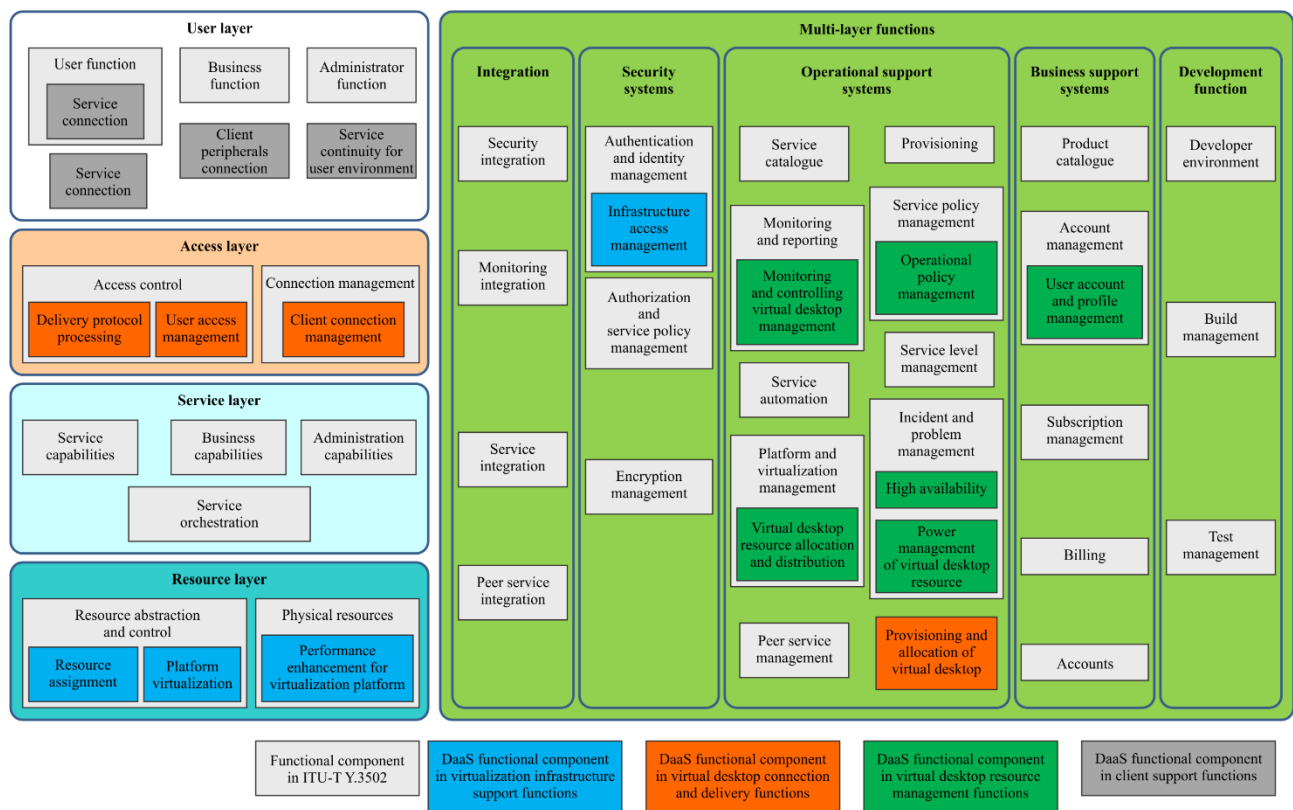 User layer
User function
Service
connection
Business
function
Administrator
function
Service
connection
Client
peripherals
connection
Service
continuity for
user environment
Access layer
Access control
Delivery protocol
processing
User access
management
Connection management
Client connection
management
Service layer
Service
capabilities
Business
capabilities
Administration
capabilities
Service
orchestration
Resource layer
Resource abstraction
and control
Resource
assignment
Platform
virtualization
Physical resources
Performance
enhancement for
virtualization platform
Multi-layer functions
Integration
Security
integration
Monitoring
integration
Service
integration
Peer service
integration
Security
systems
Authentication
and identity
management
Infrastructure
access
management
Authorization
and
service policy
management
Encryption
management
Operational support
systems
Service
catalogue
Monitoring
and reporting
Monitoring
and controlling
virtual desktop
management
Service
automation
Platform and
virtualization
management
Virtual desktop
resource allocation
and distribution
Peer service
management
Provisioning
Service policy
management
Operational
policy
management
Service level
management
Incident and
problem
management
High availability
Power
management
of virtual desktop
resource
Provisioning and
allocation of
virtual desktop
Business support
systems
Product
catalogue
Account
management
User account
and profile
management
Subscription
management
Billing
Accounts
Development
function
Developer
environment
Build
management
Test
management
Functional component
in ITU-T Y.3502
DaaS functional component
in virtualization infrastructure
support functions
DaaS functional component
in virtual desktop connection
and delivery functions
DaaS functional component
in virtual desktop resource
management functions
DaaS functional component
in client support functions